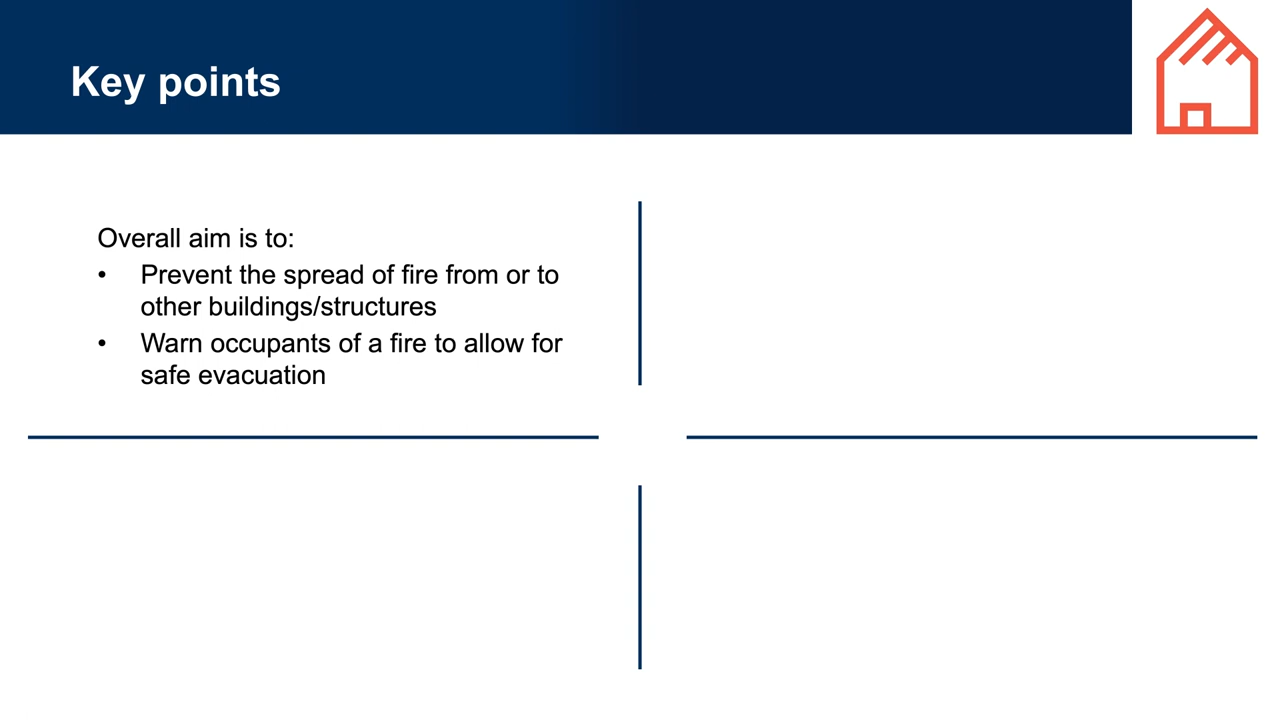 Key points
Overall aim is to:
• Prevent the spread of fire from or to
other buildings/structures
• Warn occupants of a fire to allow for
safe evacuation